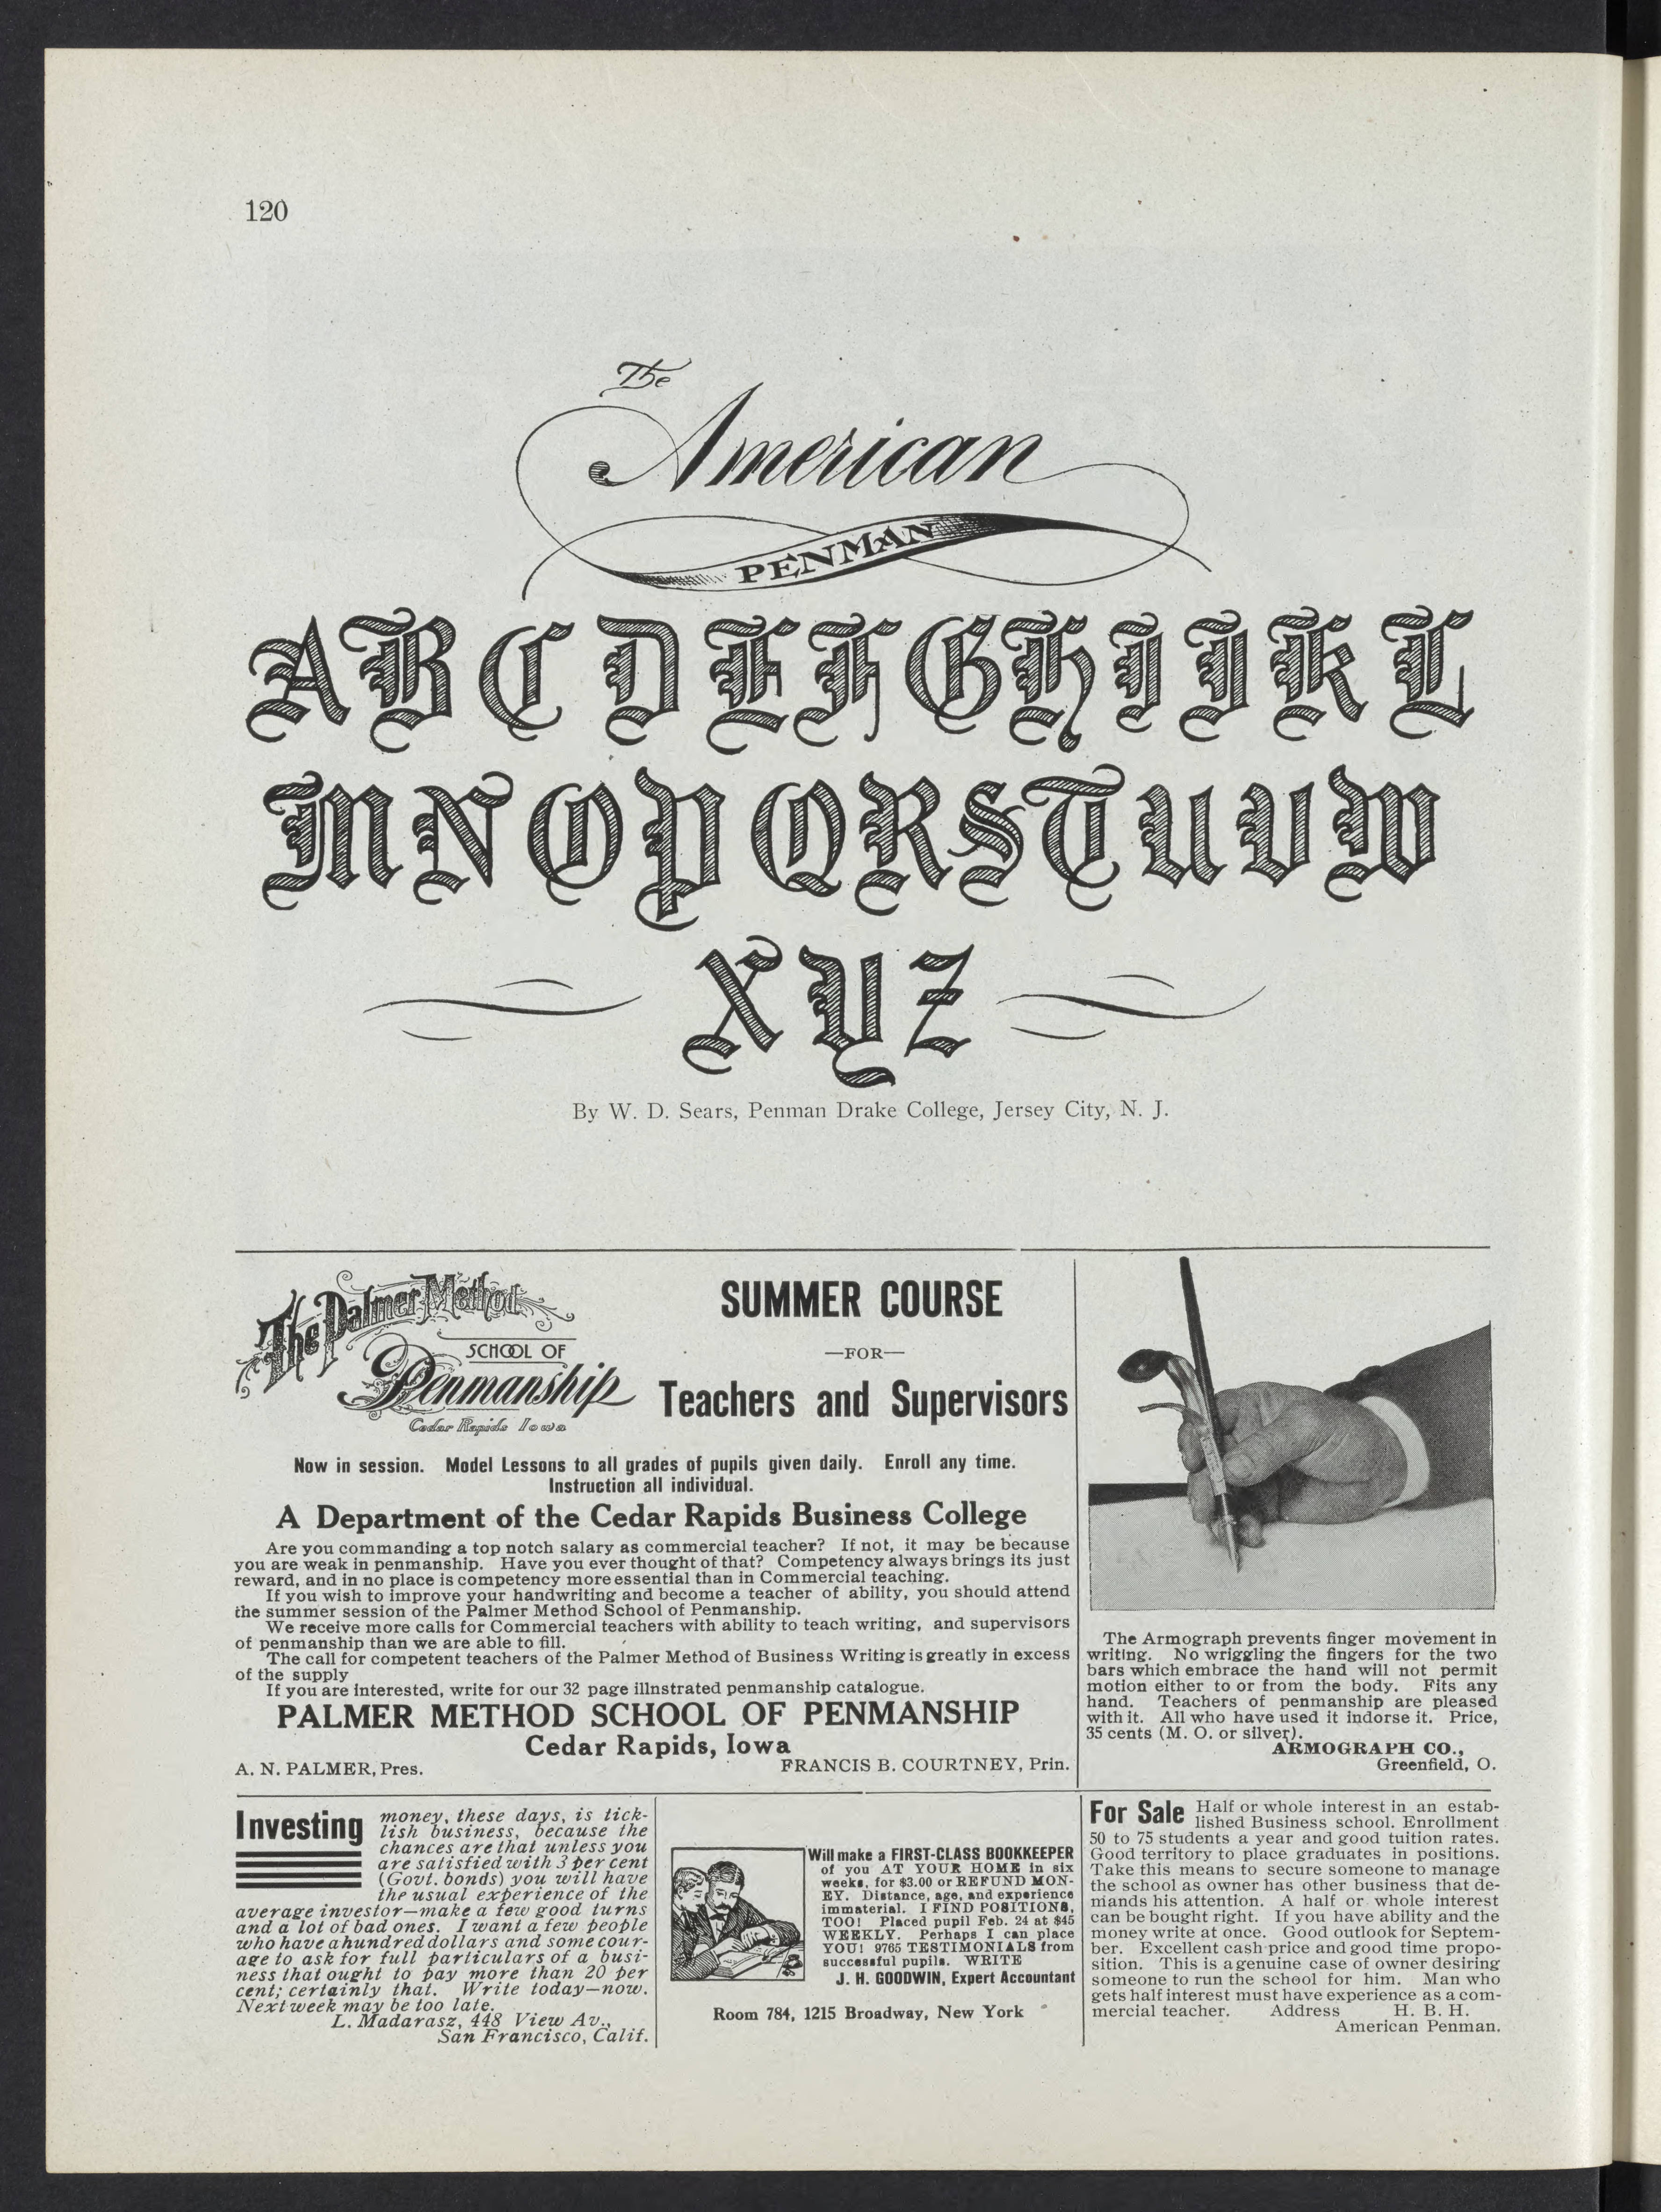 120
The
American
PENMAN
A B C D E F G H I J K L
M N O P Q R S T U V W
X Y Z
By W. D. Sears, Penman Drake College, Jersey City, N. J.
The Palmer Method
SCHOOL OF
Penmanship
Cedar Rapids Iowa
SUMMER COURSE
—FOR—
Teachers and Supervisors
Now in session. Model Lessons to all grades of pupils given daily. Enroll any time.
Instruction all individual.
A Department of the Cedar Rapids Business College
Are you commanding a top notch salary as commercial teacher? If not, it may be because
you are weak in penmanship. Have you ever thought of that? Competency always brings its just
reward, and in no place is competency more essential than in Commercial teaching.
If you wish to improve your handwriting and become a teacher of ability, you should attend
the summer session of the Palmer Method School of Penmanship.
We receive more calls for Commercial teachers with ability to teach writing, and supervisors
of penmanship than we are able to fill.
The call for competent teachers of the Palmer Method of Business Writing is greatly in excess
of the supply
If you are interested, write for our 32 page illnstrated penmanship catalogue.
PALMER METHOD SCHOOL OF PENMANSHIP
Cedar Rapids, Iowa
A. N. PALMER, Pres. FRANCIS B. COURTNEY, Prin.
The Armograph prevents finger movement in
writing. No wriggling the fingers for the two
bars which embrace the hand will not permit
motion either to or from the body. Fits any
hand. Teachers of penmanship are pleased
with it. All who have used it indorse it. Price,
35 cents (M. O. or silver).
ARMOGRAPH CO.,
Greenfield, O.
Investing money, these days, is tick-
lish business, because the
chances are that unless you
are satisfied with 3 per cent
(Govt. bonds) you will have
the usual experience of the
average investor—make a few good turns
and a lot of bad ones. I want a few people
who have a hundred dollars and some cour-
age to ask for full particulars of a busi-
ness that ought to pay more than 20 per
cent; certainly that. Write today—now.
Next week may be too late.
L. Madarasz, 448 View Av.,
San Francisco, Calif.
Will make a FIRST-CLASS BOOKKEEPER
of you AT YOUR HOME in six
weeks, for $3.00 or REFUND MON-
EY. Distance, age, and experience
immaterial. I FIND POSITIONS,
TOO! Placed pupil Feb. 24 at $45
WEEKLY. Perhaps I can place
YOU! 9765 TESTIMONIALS from
successful pupils. WRITE
J. H. GOODWIN, Expert Accountant
Room 784, 1215 Broadway, New York
For Sale Half or whole interest in an estab-
lished Business school. Enrollment
50 to 75 students a year and good tuition rates.
Good territory to place graduates in positions.
Take this means to secure someone to manage
the school as owner has other business that de-
mands his attention. A half or whole interest
can be bought right. If you have ability and the
money write at once. Good outlook for Septem-
ber. Excellent cash price and good time propo-
sition. This is a genuine case of owner desiring
someone to run the school for him. Man who
gets half interest must have experience as a com-
mercial teacher. Address H. B. H.
American Penman.